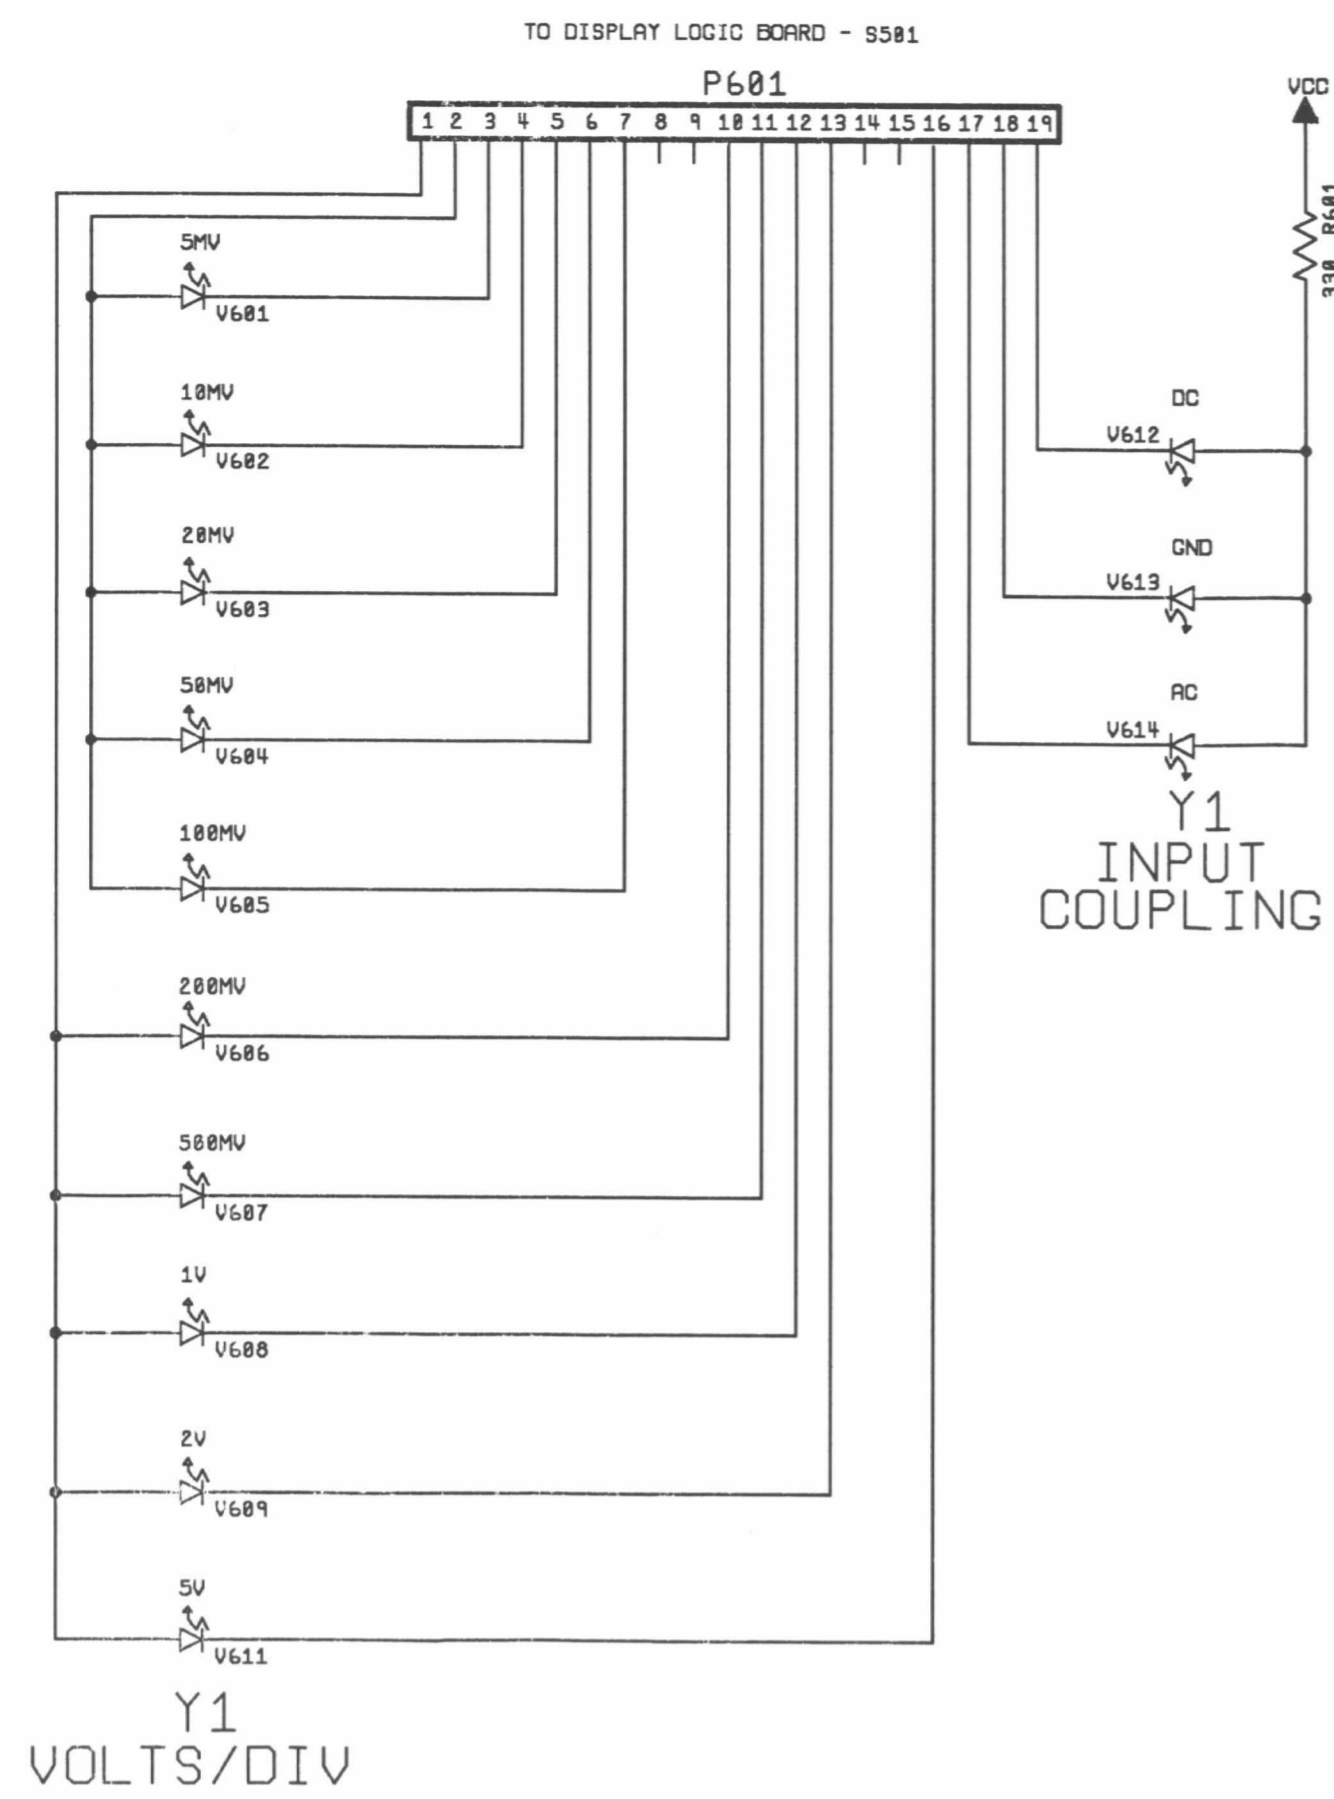 TO DISPLAY LOGIC BOARD - S501
P601
VCC
1 2 3 4 5 6 7 8 9 10 11 12 13 14 15 16 17 18 19
R601
330
5MV
V601
10MV
V602
DC
V612
20MV
V603
GND
V613
50MV
V604
AC
V614
Y1
INPUT
COUPLING
100MV
V605
200MV
V606
500MV
V607
1V
V608
2V
V609
5V
V611
Y1
VOLTS/DIV